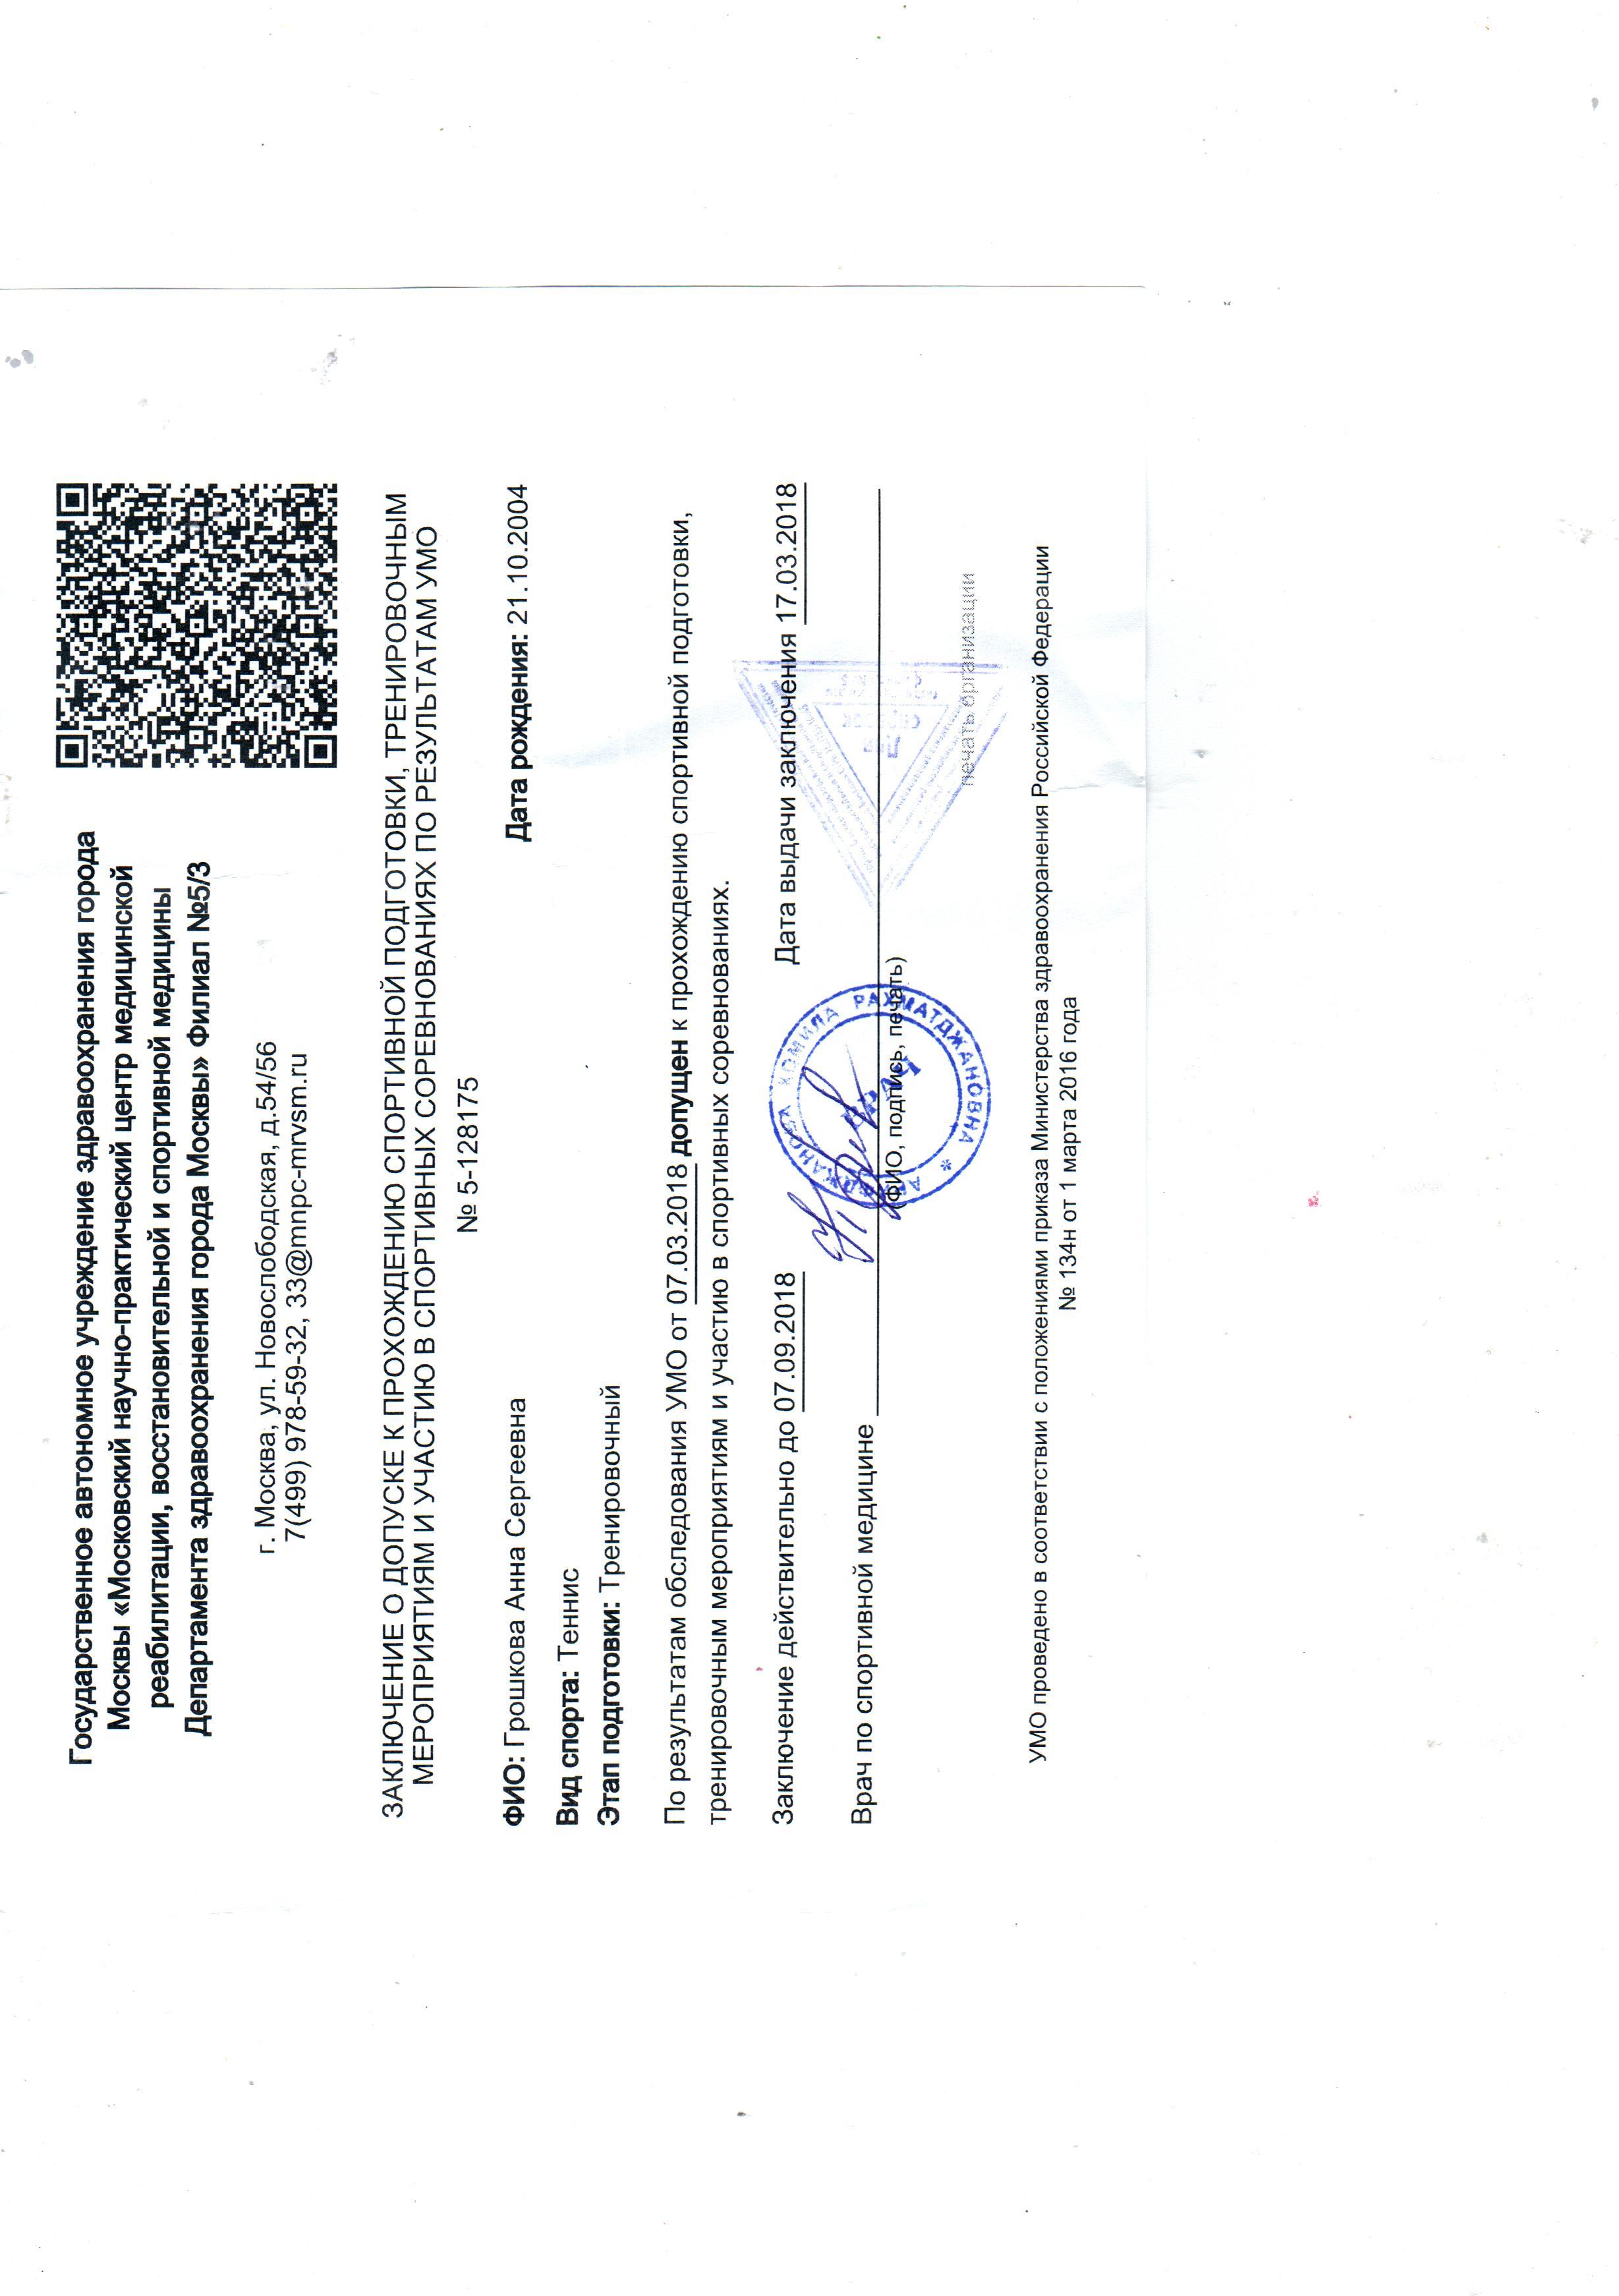 Государственное автономное учреждение здравоохранения города
Москвы «Московский научно-практический центр медицинской
реабилитации, восстановительной и спортивной медицины
Департамента здравоохранения города Москвы» Филиал №5/3
г. Москва, ул. Новослободская, д.54/56
7(499) 978-59-32, 33@mnpc-mrvsm.ru
ЗАКЛЮЧЕНИЕ О ДОПУСКЕ К ПРОХОЖДЕНИЮ СПОРТИВНОЙ ПОДГОТОВКИ, ТРЕНИРОВОЧНЫМ
МЕРОПРИЯТИЯМ И УЧАСТИЮ В СПОРТИВНЫХ СОРЕВНОВАНИЯХ ПО РЕЗУЛЬТАТАМ УМО
№ 5-128175
ФИО: Грошкова Анна Сергеевна Дата рождения: 21.10.2004
Вид спорта: Теннис
Этап подготовки: Тренировочный
По результатам обследования УМО от 07.03.2018 допущен к прохождению спортивной подготовки,
тренировочным мероприятиям и участию в спортивных соревнованиях.
Заключение действительно до 07.09.2018 Дата выдачи заключения 17.03.2018
Врач по спортивной медицине
(ФИО, подпись, печать)
КОМИЛА РАХМАТДЖАНОВНА
ВРАЧ
печать организации
УМО проведено в соответствии с положениями приказа Министерства здравоохранения Российской Федерации
№ 134н от 1 марта 2016 года